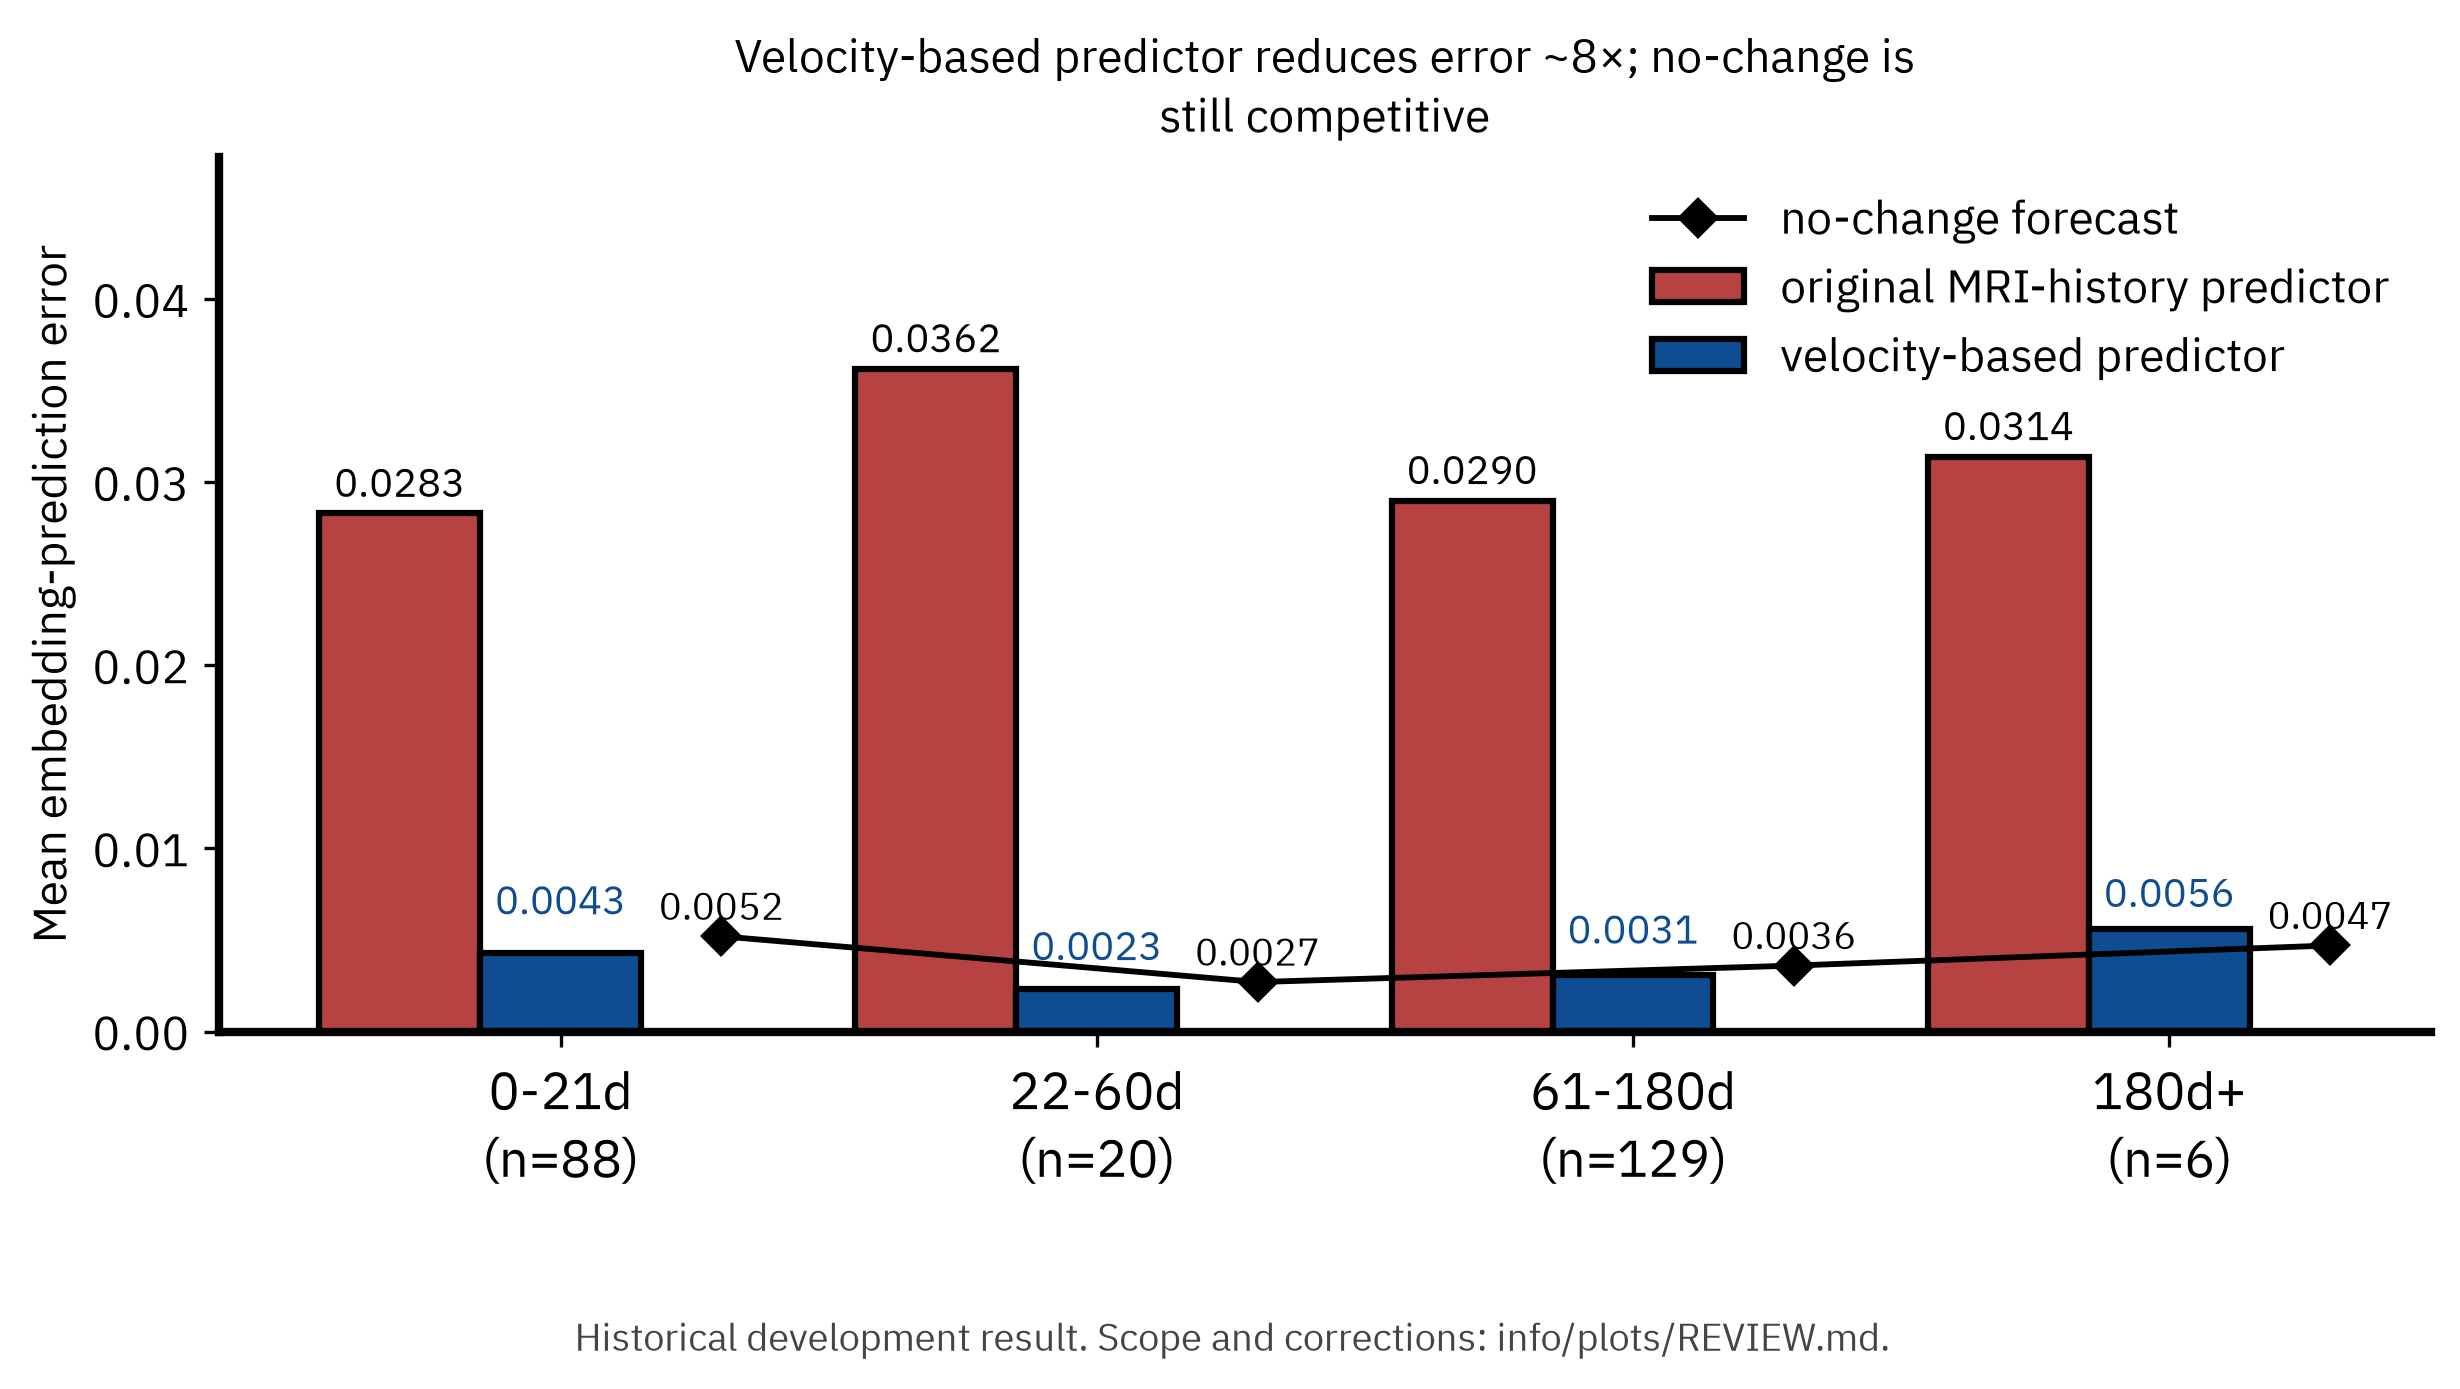 Velocity-based predictor reduces error ~8×; no-change is
still competitive
Mean embedding-prediction error
0.04
0.03
0.02
0.01
0.00
no-change forecast
original MRI-history predictor
velocity-based predictor
0.0283
0.0043
0.0052
0.0362
0.0023
0.0027
0.0290
0.0031
0.0036
0.0314
0.0056
0.0047
0-21d
(n=88)
22-60d
(n=20)
61-180d
(n=129)
180d+
(n=6)
Historical development result. Scope and corrections: info/plots/REVIEW.md.